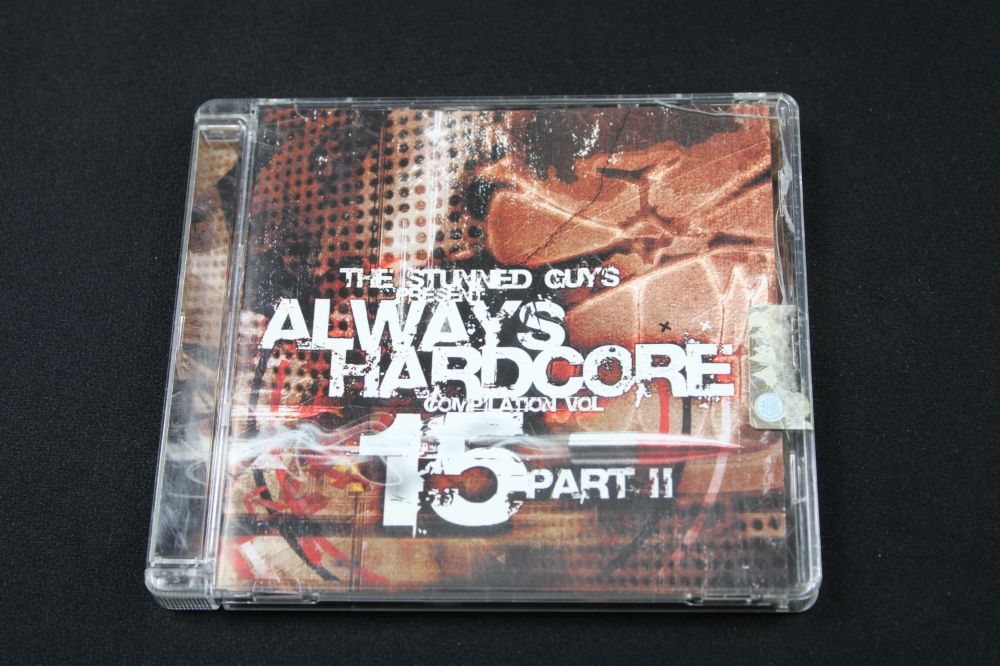 THE STUNNED GUYS
PRESENT
ALWAYS
HARDCORE
COMPILATION VOL
15 PART II